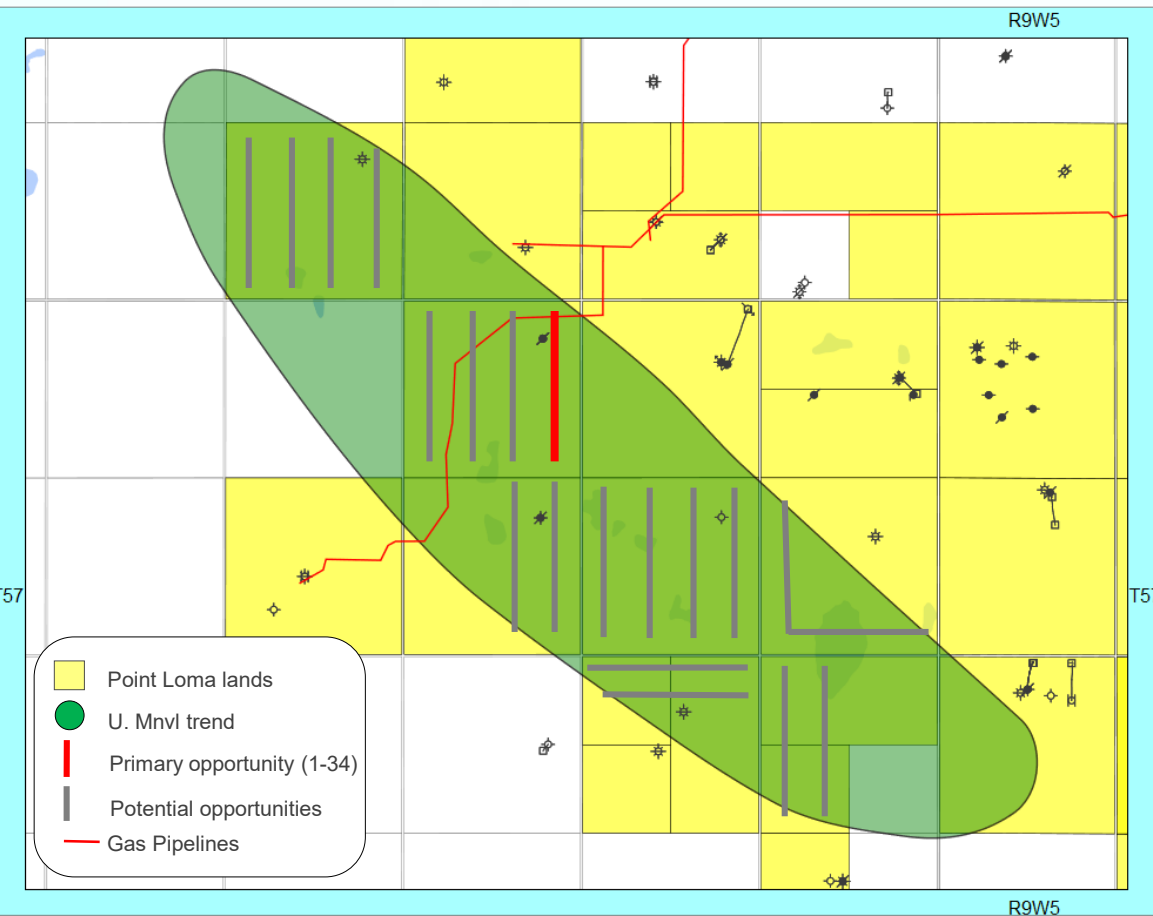 R9W5
T57
T57
Point Loma lands
U. Mnvl trend
Primary opportunity (1-34)
Potential opportunities
Gas Pipelines
R9W5